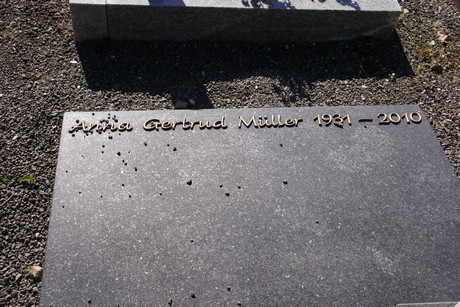 Anna Gertrud Müller 1931 – 2010